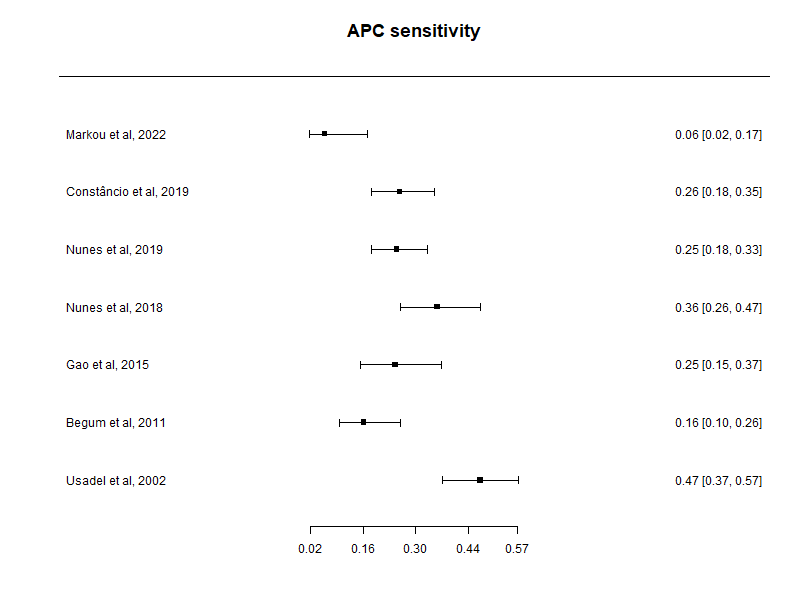 APC sensitivity
Markou et al, 2022 0.06 [0.02, 0.17]
Constâncio et al, 2019 0.26 [0.18, 0.35]
Nunes et al, 2019 0.25 [0.18, 0.33]
Nunes et al, 2018 0.36 [0.26, 0.47]
Gao et al, 2015 0.25 [0.15, 0.37]
Begum et al, 2011 0.16 [0.10, 0.26]
Usadel et al, 2002 0.47 [0.37, 0.57]
0.02 0.16 0.30 0.44 0.57